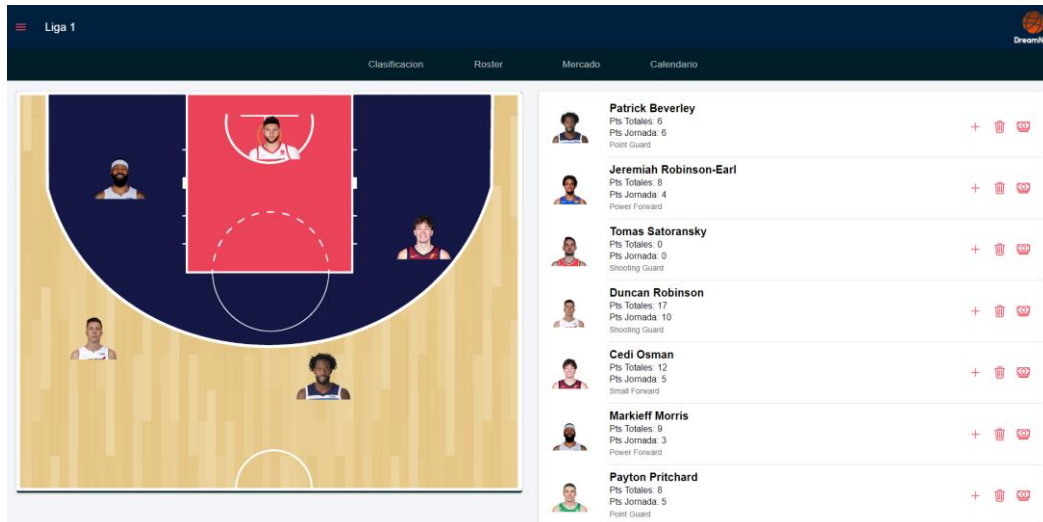 Liga 1
Clasificacion Roster Mercado Calendario
Patrick Beverley
Pts Totales: 6
Pts Jornada: 6
Point Guard
Jeremiah Robinson-Earl
Pts Totales: 8
Pts Jornada: 4
Power Forward
Tomas Satoransky
Pts Totales: 0
Pts Jornada: 0
Shooting Guard
Duncan Robinson
Pts Totales: 17
Pts Jornada: 10
Shooting Guard
Cedi Osman
Pts Totales: 12
Pts Jornada: 5
Small Forward
Markieff Morris
Pts Totales: 9
Pts Jornada: 3
Power Forward
Payton Pritchard
Pts Totales: 8
Pts Jornada: 5
Point Guard